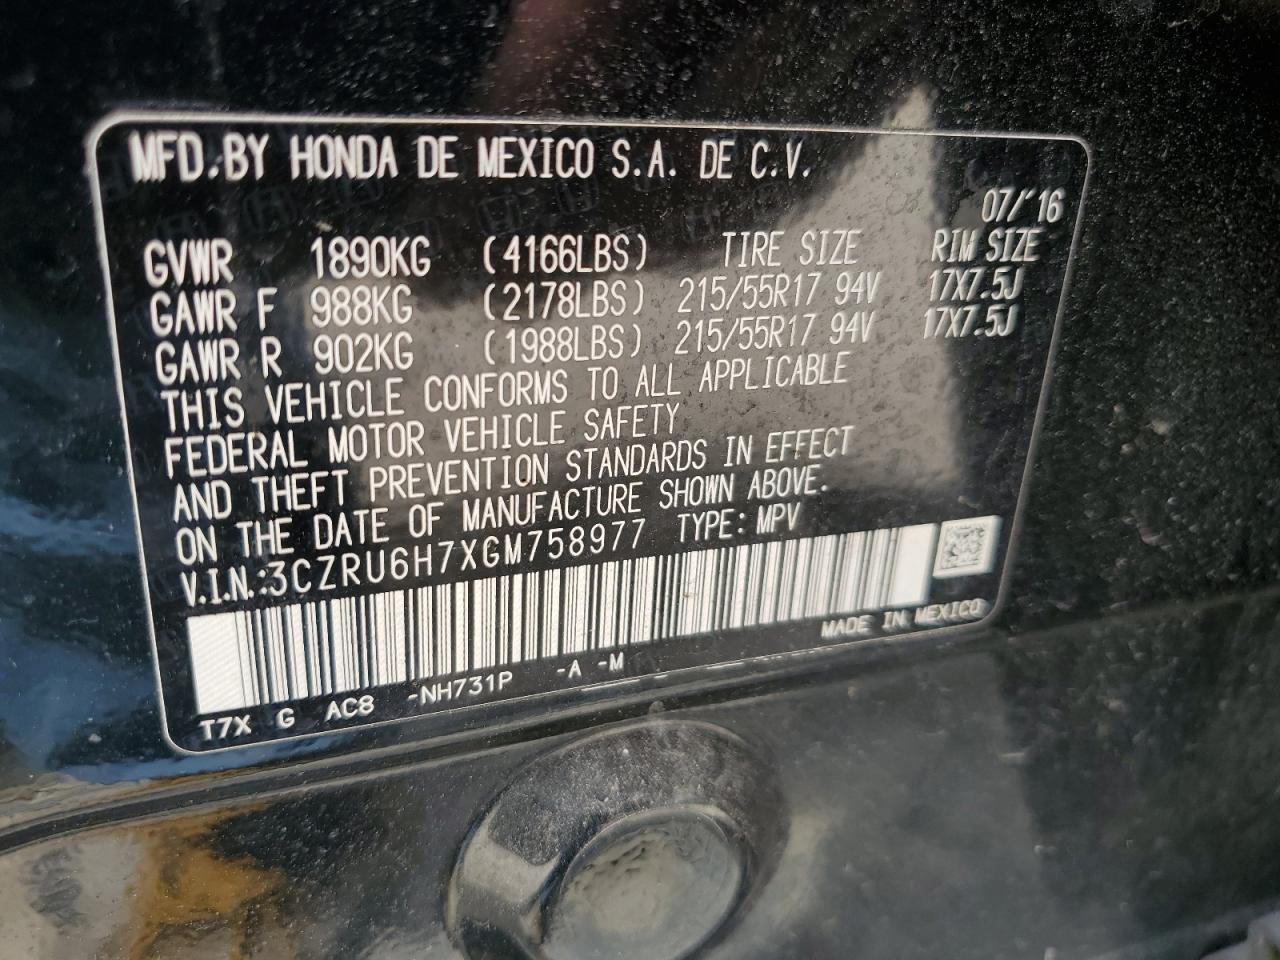 MFD. BY HONDA DE MEXICO S.A. DE C.V.
07/'16
GVWR 1890KG (4166LBS) TIRE SIZE RIM SIZE
GAWR F 988KG (2178LBS) 215/55R17 94V 17X7.5J
GAWR R 902KG (1988LBS) 215/55R17 94V 17X7.5J
THIS VEHICLE CONFORMS TO ALL APPLICABLE
FEDERAL MOTOR VEHICLE SAFETY
AND THEFT PREVENTION STANDARDS IN EFFECT
ON THE DATE OF MANUFACTURE SHOWN ABOVE.
V.I.N.:3CZRU6H7XGM758977 TYPE: MPV
MADE IN MEXICO
T7X G AC8 -NH731P -A -M